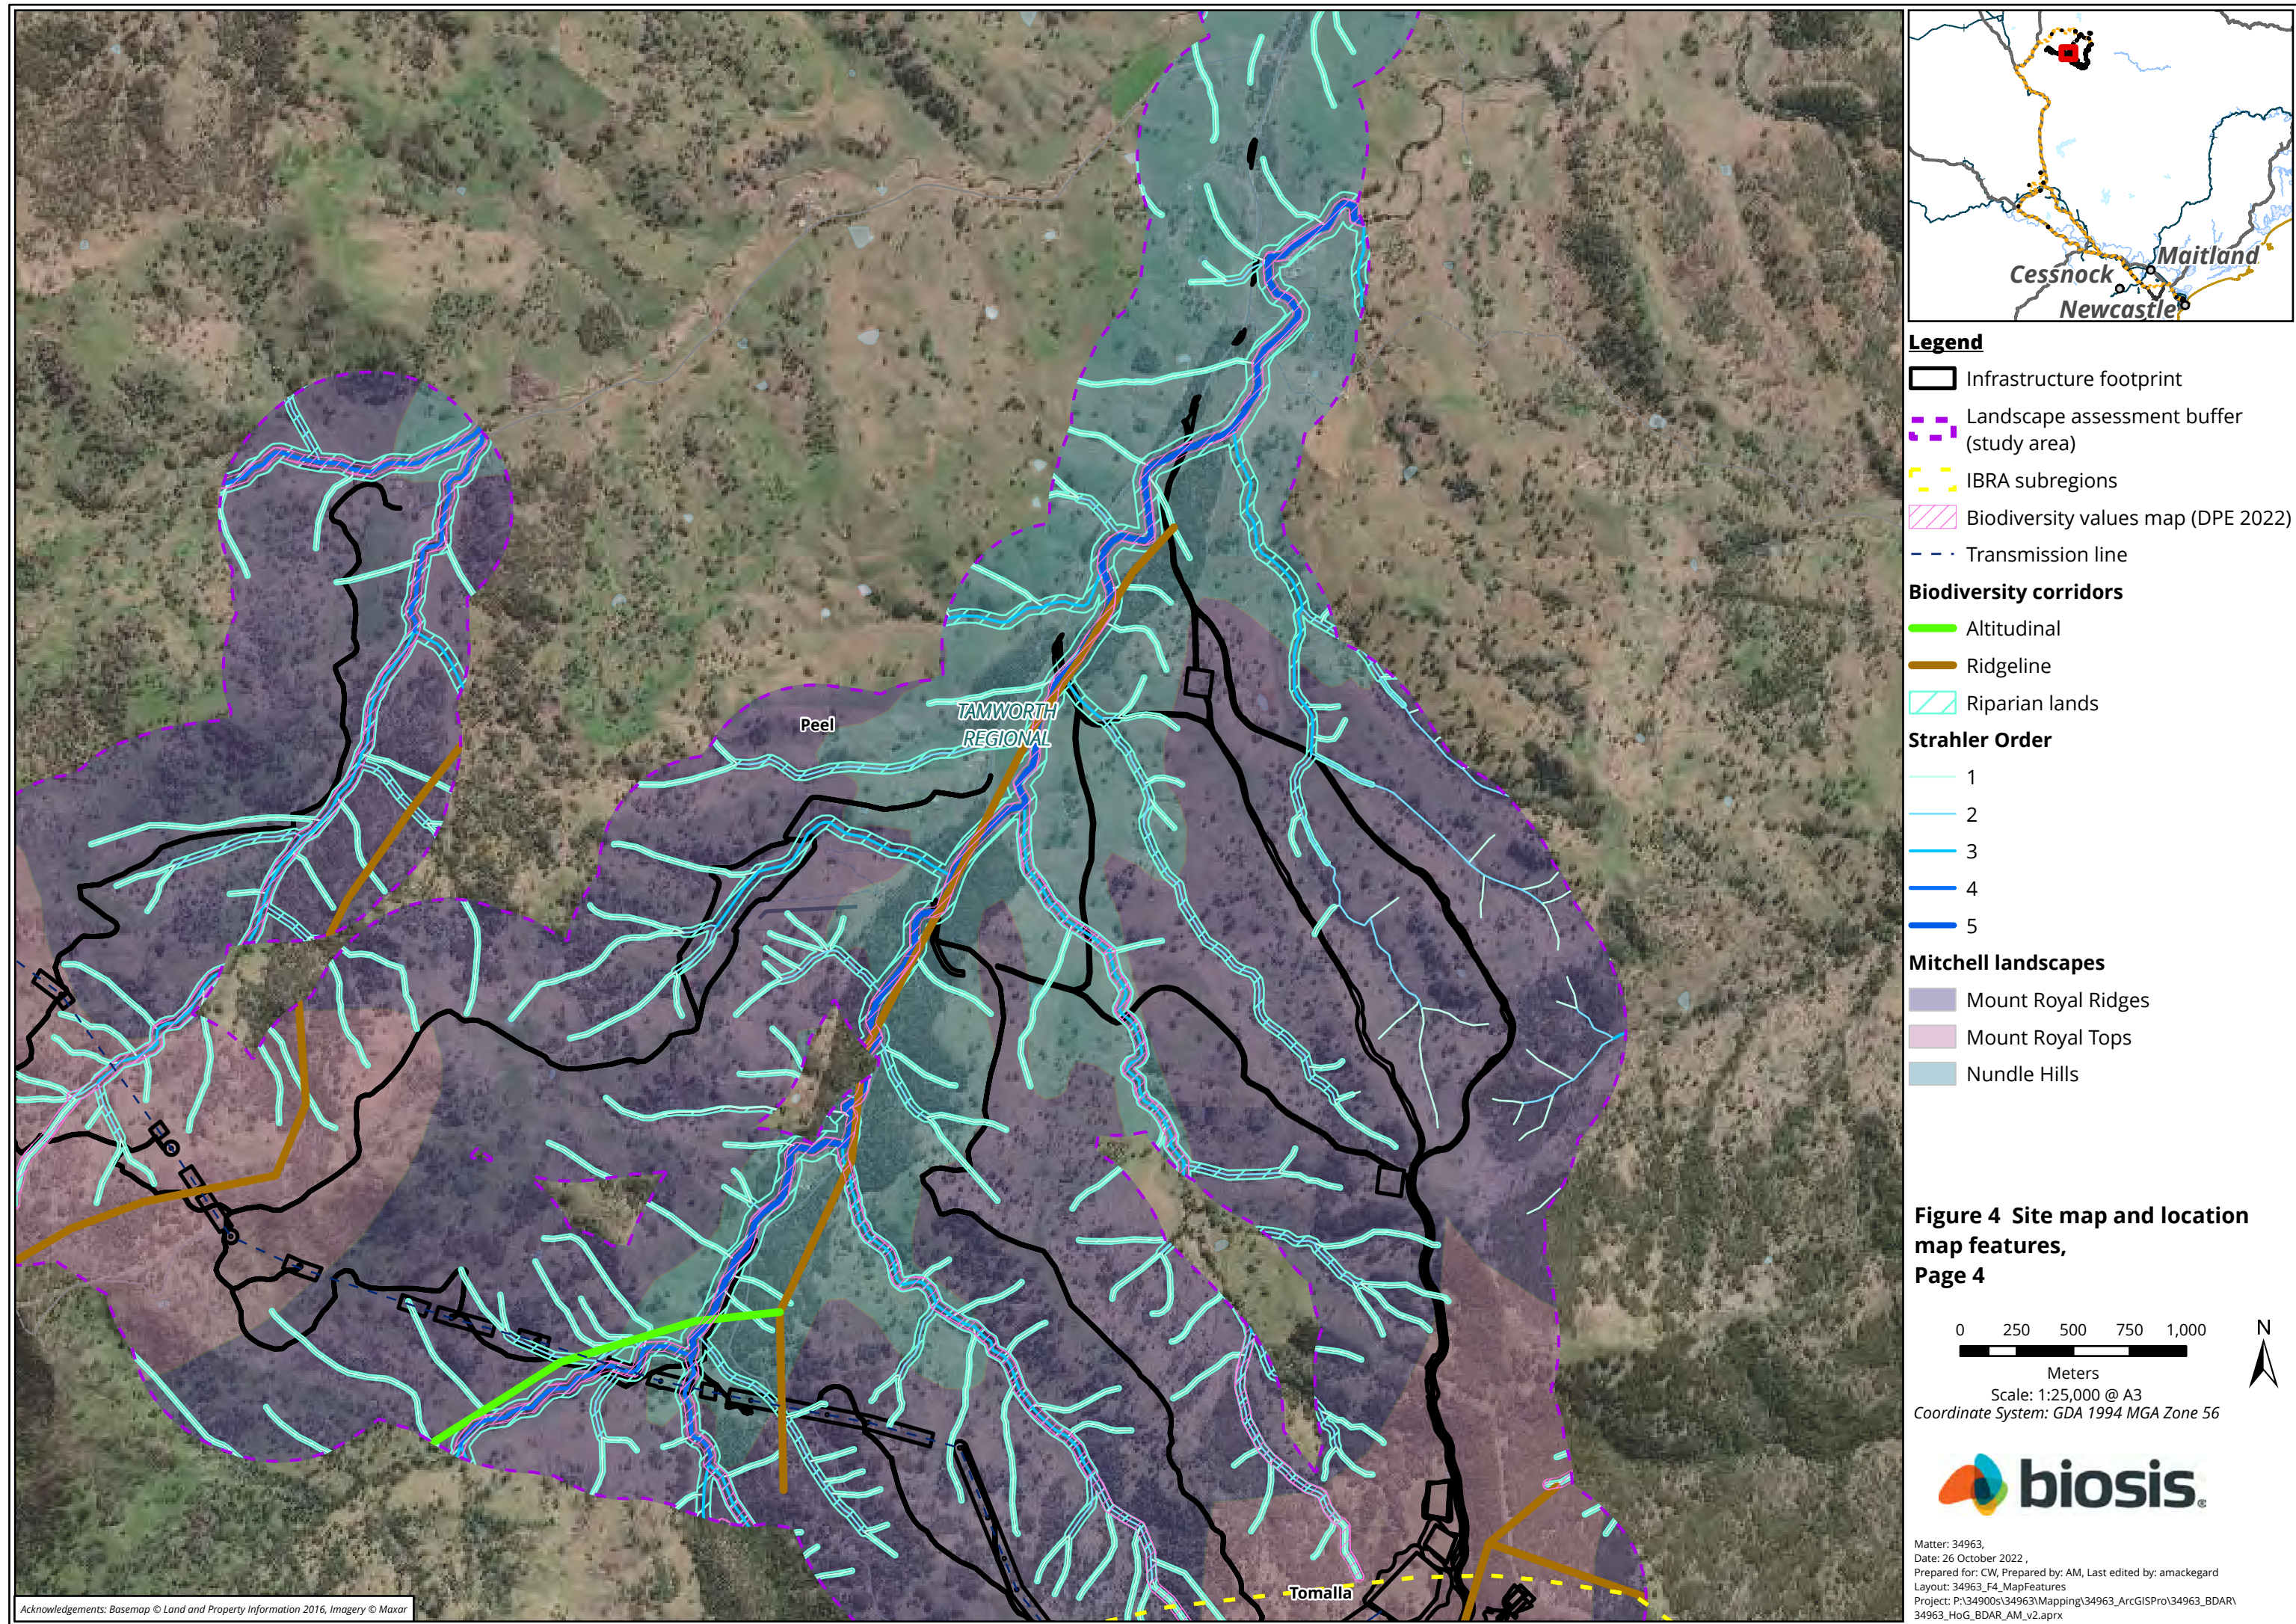 Peel
TAMWORTH
REGIONAL
Tomalla
Acknowledgements: Basemap © Land and Property Information 2016, Imagery © Maxar
Maitland
Cessnock
Newcastle
Legend
Infrastructure footprint
Landscape assessment buffer
(study area)
IBRA subregions
Biodiversity values map (DPE 2022)
Transmission line
Biodiversity corridors
Altitudinal
Ridgeline
Riparian lands
Strahler Order
1
2
3
4
5
Mitchell landscapes
Mount Royal Ridges
Mount Royal Tops
Nundle Hills
Figure 4 Site map and location
map features,
Page 4
0 250 500 750 1,000
N
Meters
Scale: 1:25,000 @ A3
Coordinate System: GDA 1994 MGA Zone 56
biosis®
Matter: 34963,
Date: 26 October 2022 ,
Prepared for: CW, Prepared by: AM, Last edited by: amackegard
Layout: 34963_F4_MapFeatures
Project: P:\34900s\34963\Mapping\34963_ArcGISPro\34963_BDAR\
34963_HoG_BDAR_AM_v2.aprx